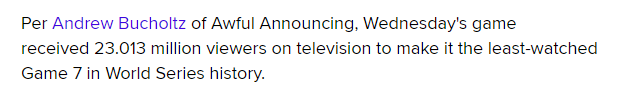 Per Andrew Bucholtz of Awful Announcing, Wednesday's game
received 23.013 million viewers on television to make it the least-watched
Game 7 in World Series history.